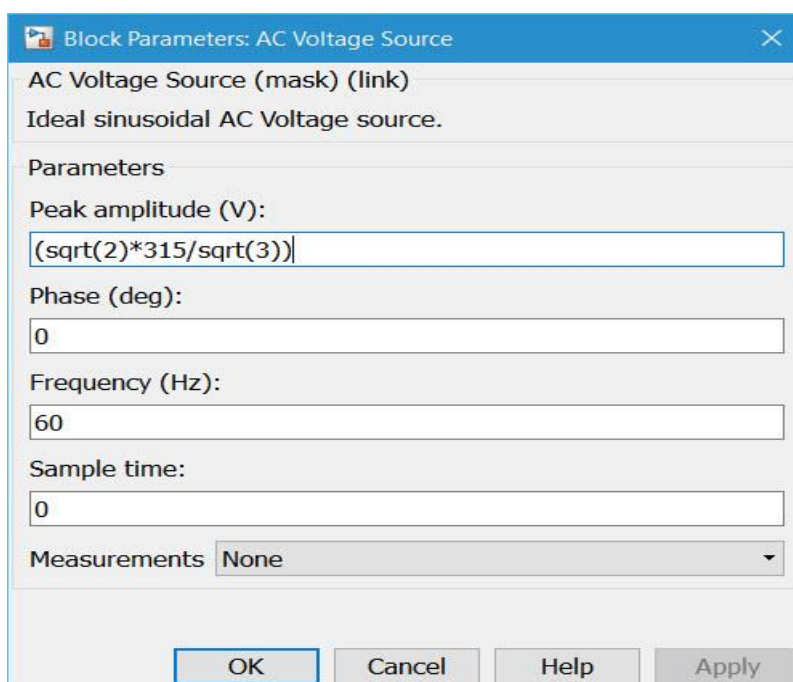 Block Parameters: AC Voltage Source
AC Voltage Source (mask) (link)
Ideal sinusoidal AC Voltage source.
Parameters
Peak amplitude (V):
(sqrt(2)*315/sqrt(3))
Phase (deg):
0
Frequency (Hz):
60
Sample time:
0
Measurements None
OK Cancel Help Apply